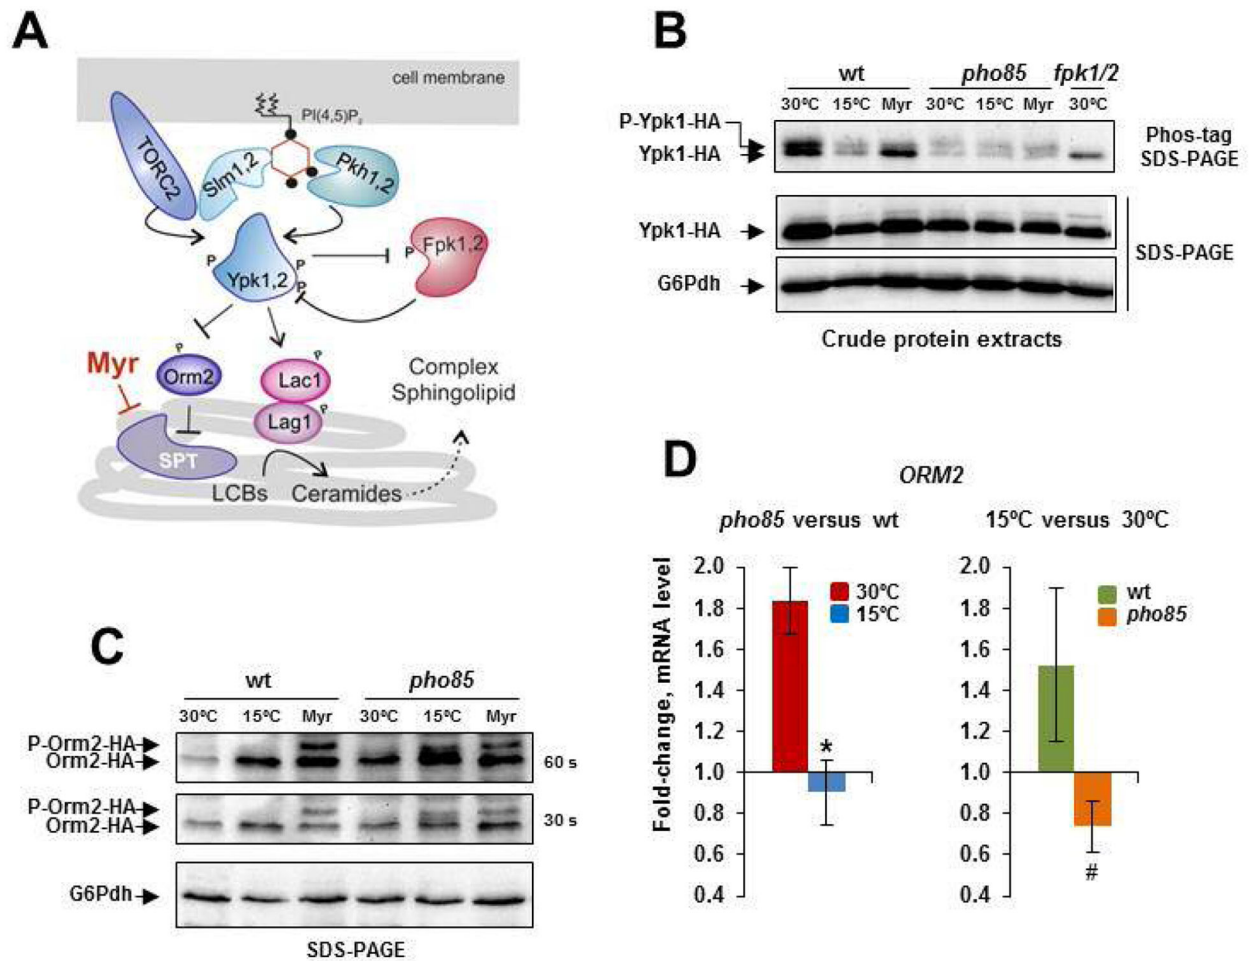 A
cell membrane
PI(4,5)P₂
TORC2
Slm1,2
Pkh1,2
Fpk1,2
P
P
P
Ypk1,2
P
P
Myr
P
Orm2
P
Lac1
P
Lag1
Complex
Sphingolipid
SPT
LCBs
Ceramides
B
wt
pho85
fpk1/2
30ºC 15ºC Myr 30ºC 15ºC Myr 30ºC
P-Ypk1-HA
Ypk1-HA
Phos-tag
SDS-PAGE
Ypk1-HA
SDS-PAGE
G6Pdh
Crude protein extracts
C
wt
pho85
30ºC 15ºC Myr 30ºC 15ºC Myr
P-Orm2-HA
Orm2-HA
60 s
P-Orm2-HA
Orm2-HA
30 s
G6Pdh
SDS-PAGE
D
ORM2
pho85 versus wt
Fold-change, mRNA level
2.0
1.8
1.6
1.4
1.2
1.0
0.8
0.6
0.4
30ºC
15ºC
*
15ºC versus 30ºC
2.0
1.8
1.6
1.4
1.2
1.0
0.8
0.6
0.4
wt
pho85
#